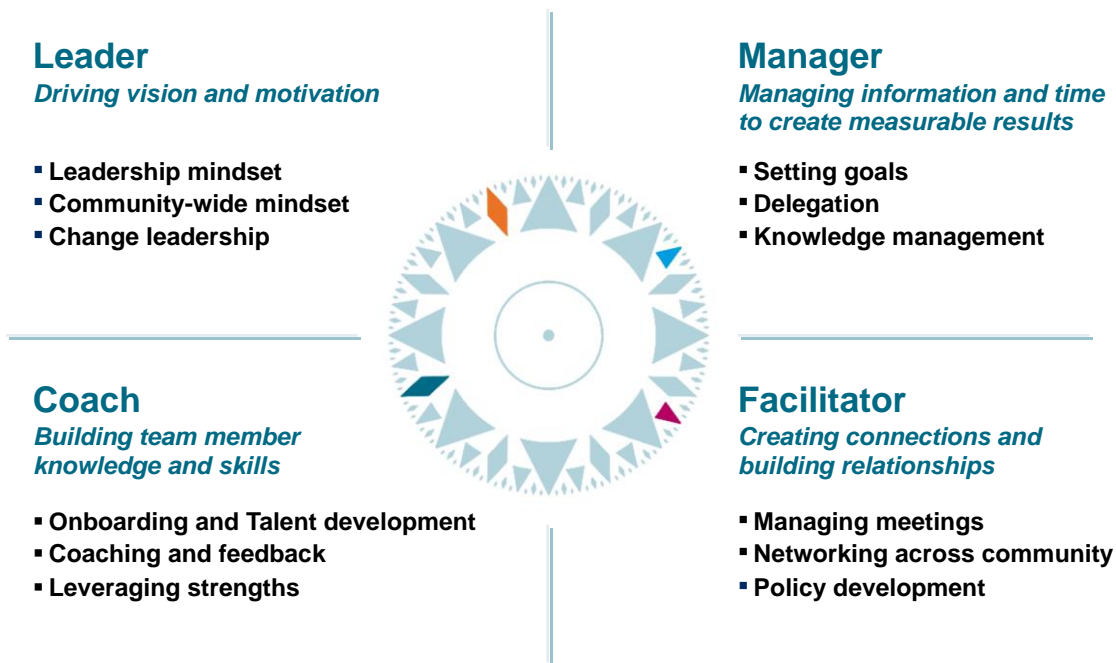 Leader
Driving vision and motivation
▪ Leadership mindset
▪ Community-wide mindset
▪ Change leadership
Manager
Managing information and time
to create measurable results
▪ Setting goals
▪ Delegation
▪ Knowledge management
Coach
Building team member
knowledge and skills
▪ Onboarding and Talent development
▪ Coaching and feedback
▪ Leveraging strengths
Facilitator
Creating connections and
building relationships
▪ Managing meetings
▪ Networking across community
▪ Policy development